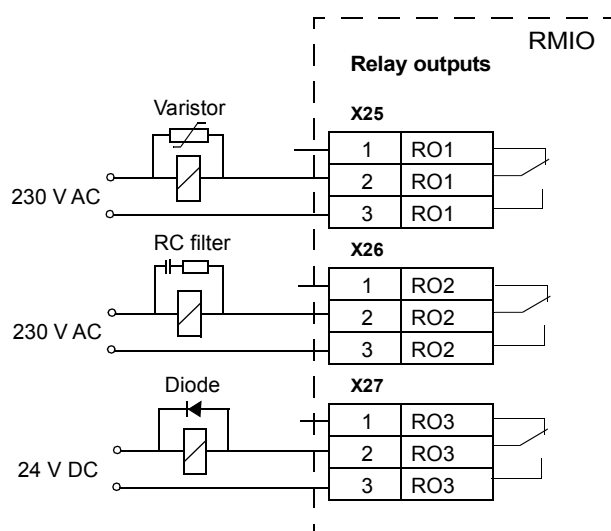 RMIO
Relay outputs
Varistor
X25
1 RO1
2 RO1
3 RO1
230 V AC
RC filter
X26
1 RO2
2 RO2
3 RO2
230 V AC
Diode
X27
1 RO3
2 RO3
3 RO3
24 V DC